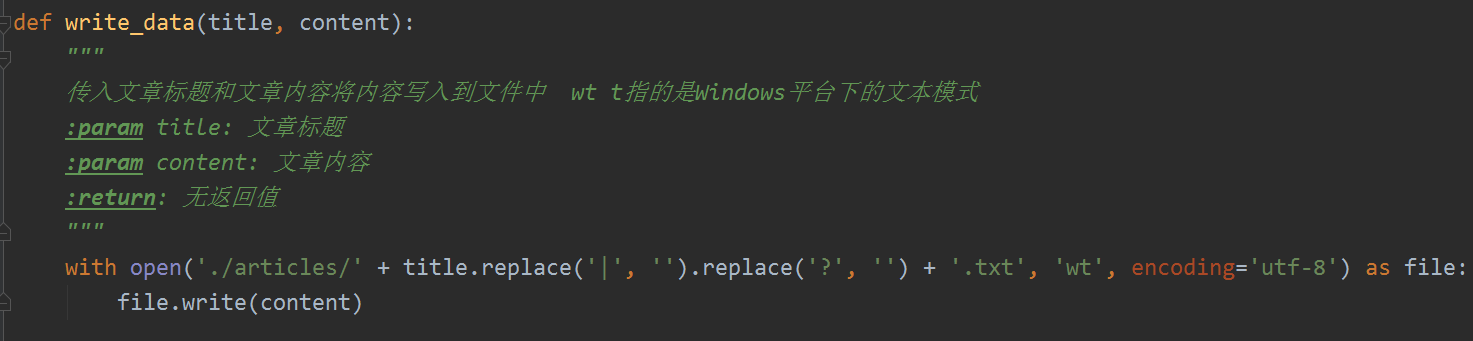 def write_data(title, content):
    """
    传入文章标题和文章内容将内容写入到文件中  wt t指的是Windows平台下的文本模式
    :param title: 文章标题
    :param content: 文章内容
    :return: 无返回值
    """
    with open('./articles/' + title.replace('|', '').replace('?', '') + '.txt', 'wt', encoding='utf-8') as file:
        file.write(content)